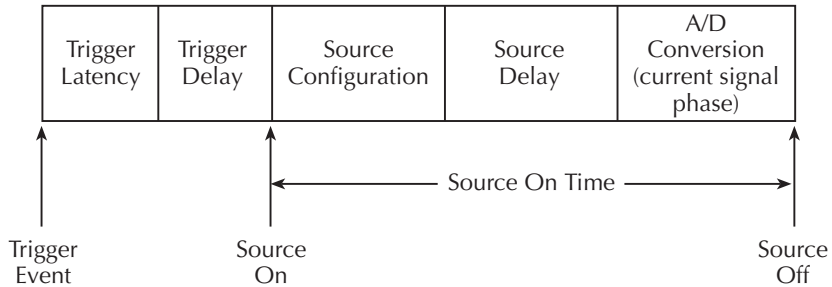 Trigger
Latency
Trigger
Delay
Source
Configuration
Source
Delay
A/D
Conversion
(current signal
phase)
Source On Time
Trigger
Event
Source
On
Source
Off